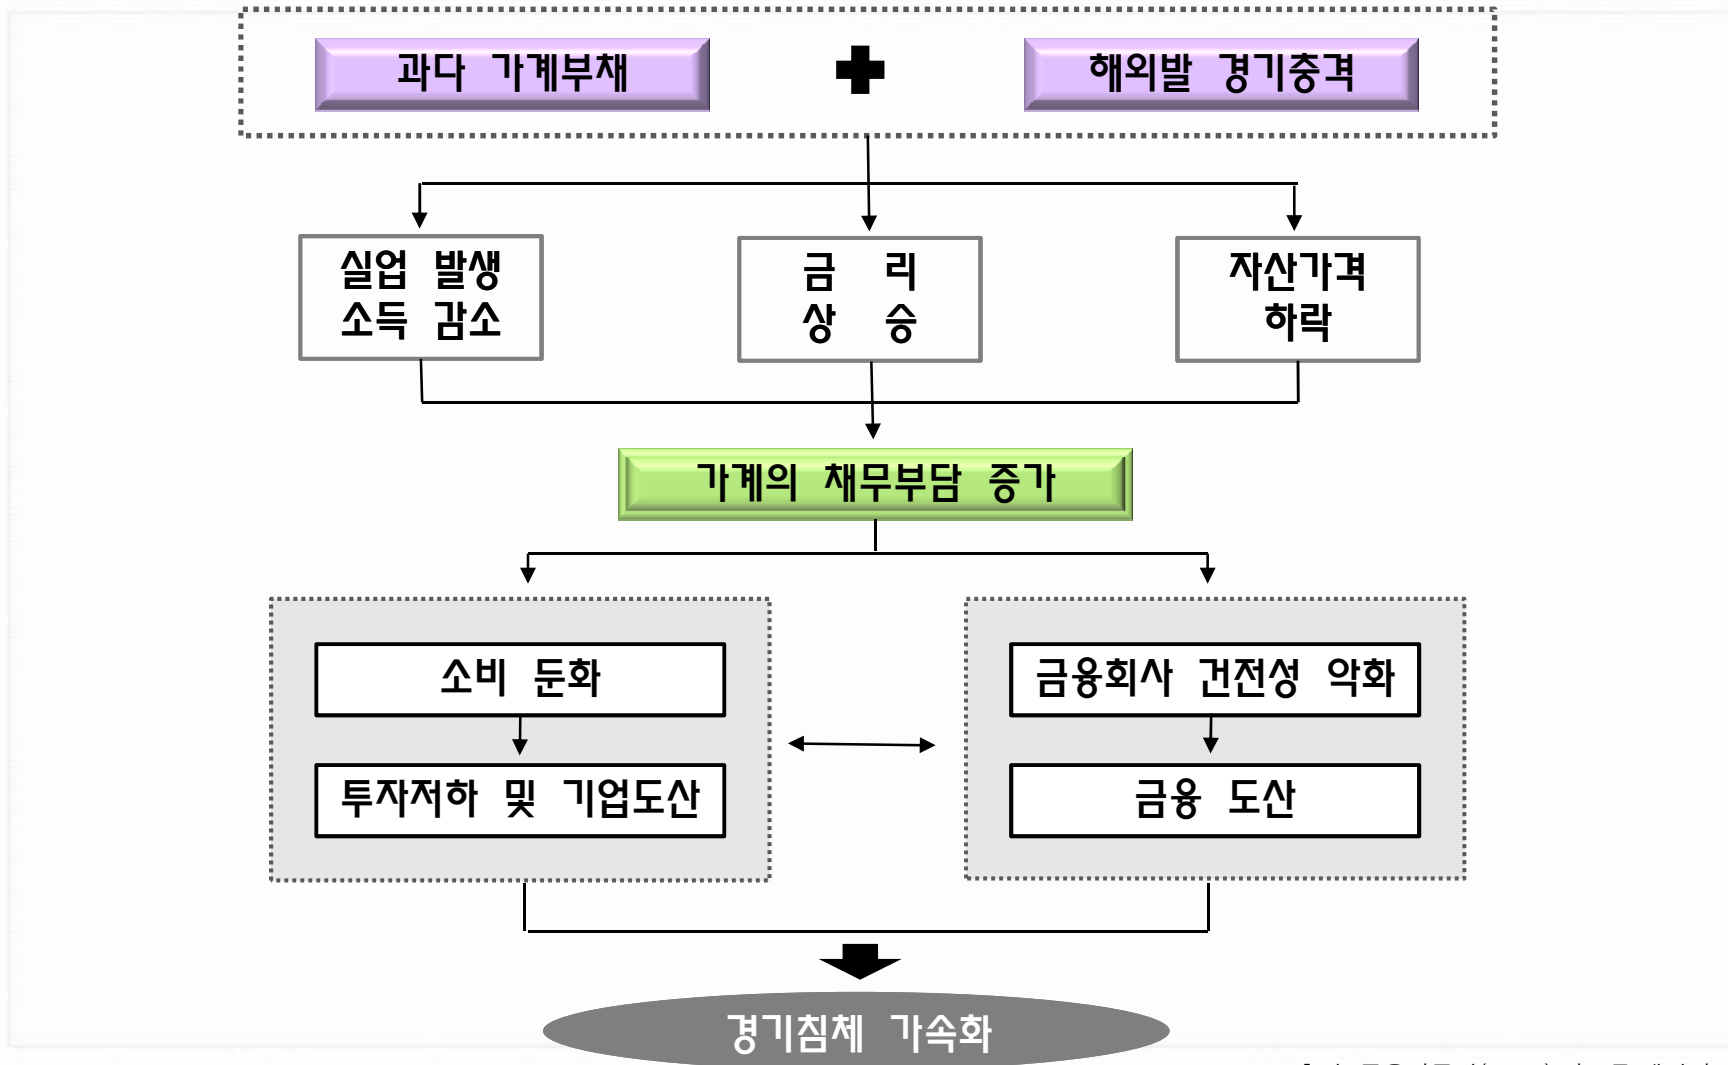 과다 가계부채
해외발 경기충격
실업 발생
소득 감소
금 리
상 승
자산가격
하락
가계의 채무부담 증가
소비 둔화
투자저하 및 기업도산
금융회사 건전성 악화
금융 도산
경기침체 가속화